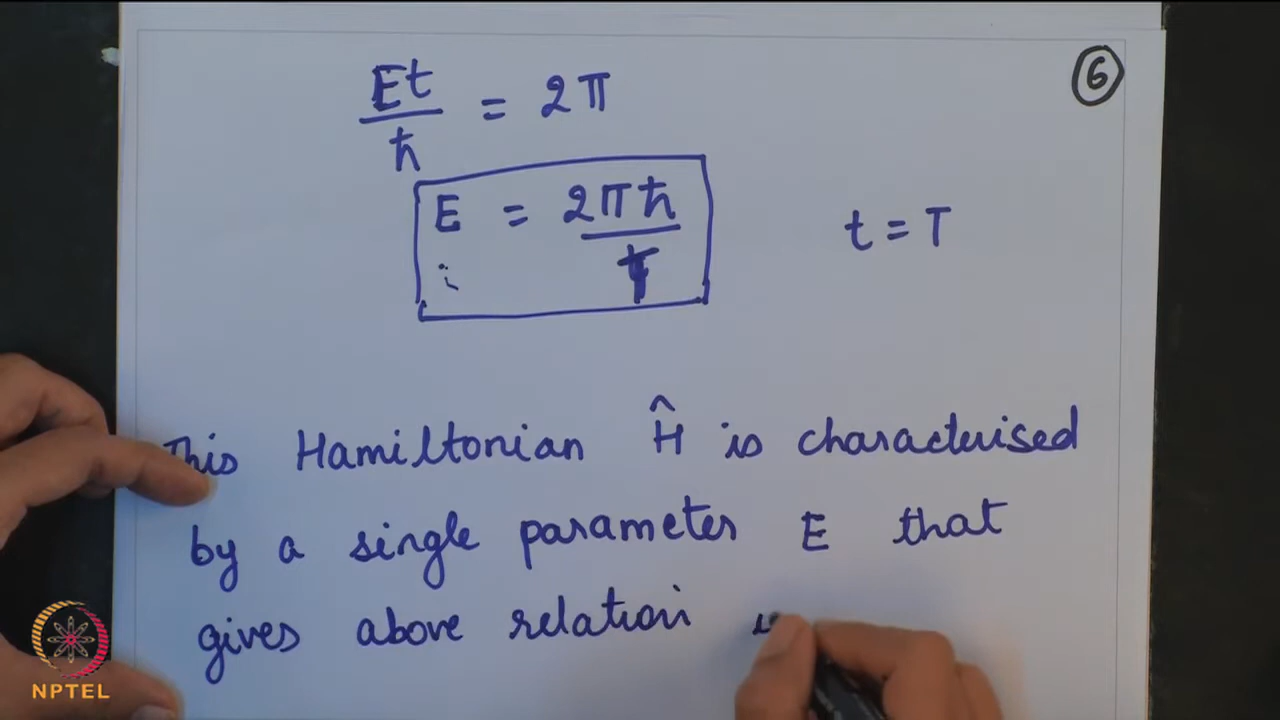 6
Et/ħ = 2π
E = 2πħ/T
t = T
This Hamiltonian Ĥ is characterised
by a single parameter E that
gives above relation
NPTEL